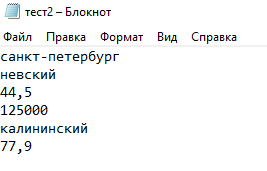 тест2 – Блокнот
Файл Правка Формат Вид Справка
санкт-петербург
невский
44,5
125000
калининский
77,9